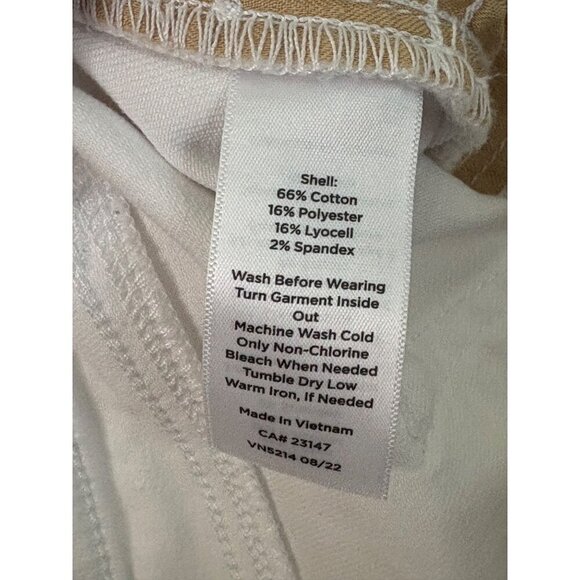 Shell:
66% Cotton
16% Polyester
16% Lyocell
2% Spandex
Wash Before Wearing
Turn Garment Inside
Out
Machine Wash Cold
Only Non-Chlorine
Bleach When Needed
Tumble Dry Low
Warm Iron, If Needed
Made in Vietnam
CA# 23147
VN5214 08/22